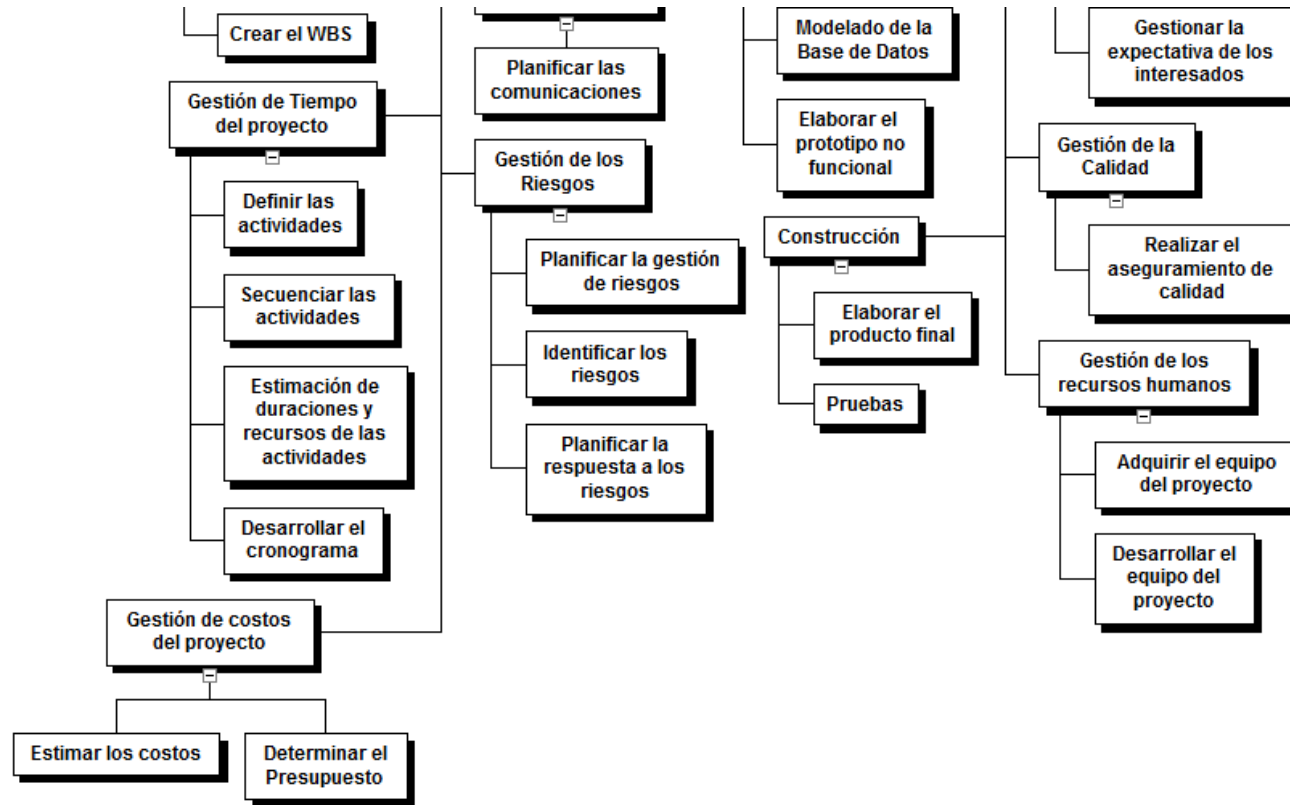 Crear el WBS
Gestión de Tiempo
del proyecto
Definir las
actividades
Secuenciar las
actividades
Estimación de
duraciones y
recursos de las
actividades
Desarrollar el
cronograma
Gestión de costos
del proyecto
Estimar los costos
Determinar el
Presupuesto
Planificar las
comunicaciones
Gestión de los
Riesgos
Planificar la gestión
de riesgos
Identificar los
riesgos
Planificar la
respuesta a los
riesgos
Modelado de la
Base de Datos
Elaborar el
prototipo no
funcional
Construcción
Elaborar el
producto final
Pruebas
Gestionar la
expectativa de los
interesados
Gestión de la
Calidad
Realizar el
aseguramiento de
calidad
Gestión de los
recursos humanos
Adquirir el equipo
del proyecto
Desarrollar el
equipo del
proyecto